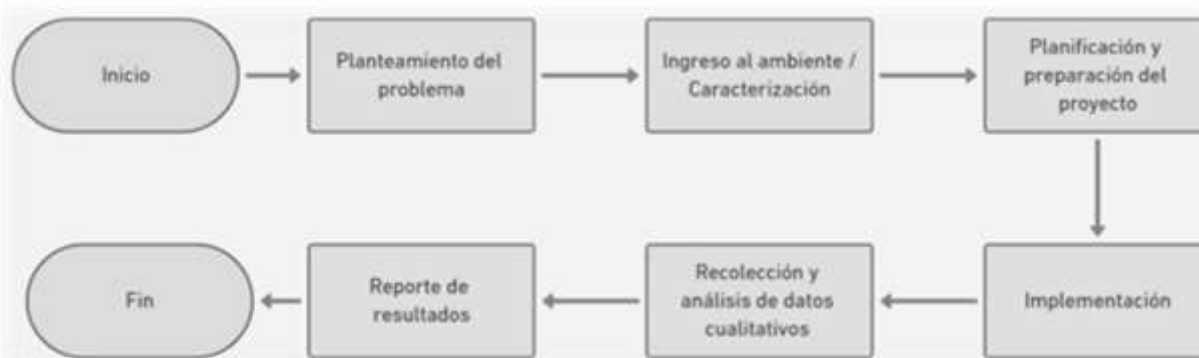 Inicio
Planteamiento del
problema
Ingreso al ambiente /
Caracterización
Planificación y
preparación del
proyecto
Implementación
Recolección y
análisis de datos
cualitativos
Reporte de
resultados
Fin